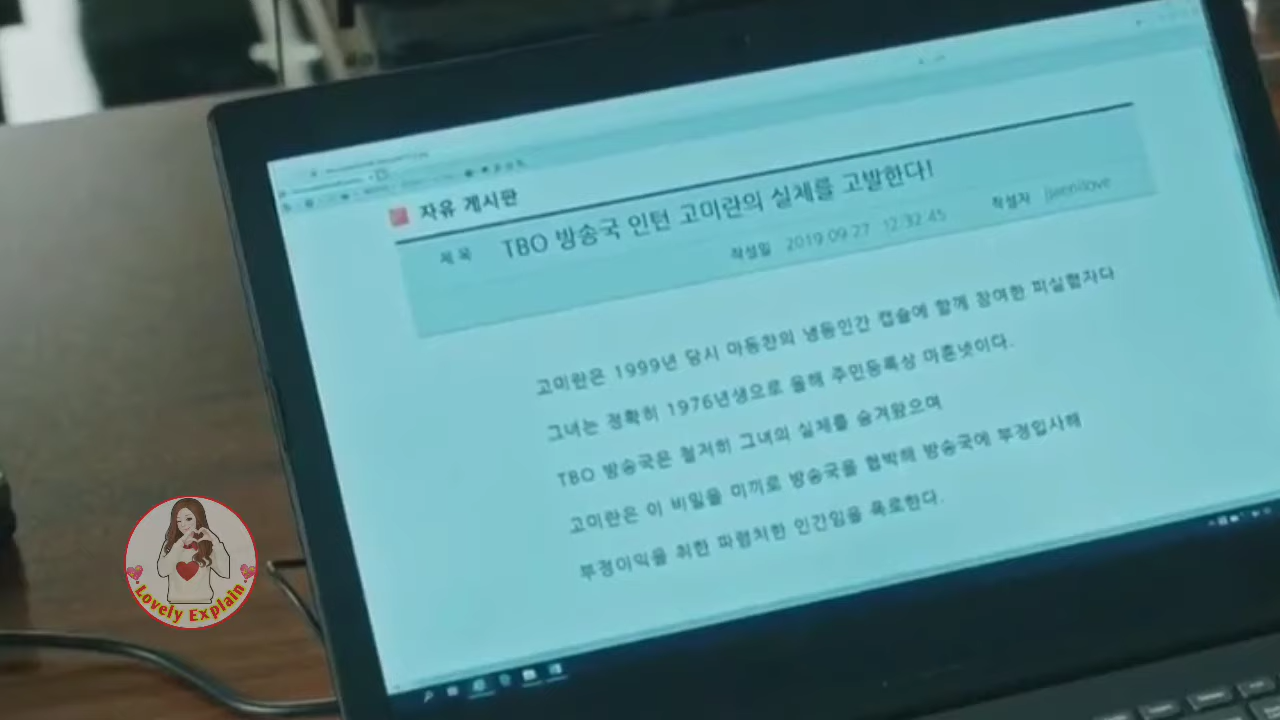 자유 게시판
제 목 TBO 방송국 인턴 고미란의 실체를 고발한다!
작성일 2019 09 27 12:32:45 작성자
고미란은 1999년 당시 마동찬의 냉동인간 캡슐에 함께 참여한 피실험자다
그녀는 정확히 1976년생으로 올해 주민등록상 마흔넷이다.
TBO 방송국은 철저히 그녀의 실체를 숨겨왔으며
고미란은 이 비밀을 미끼로 방송국을 협박해 방송국에 부정입사해
부정이익을 취한 파렴치한 인간임을 폭로한다.
Lovely Explain